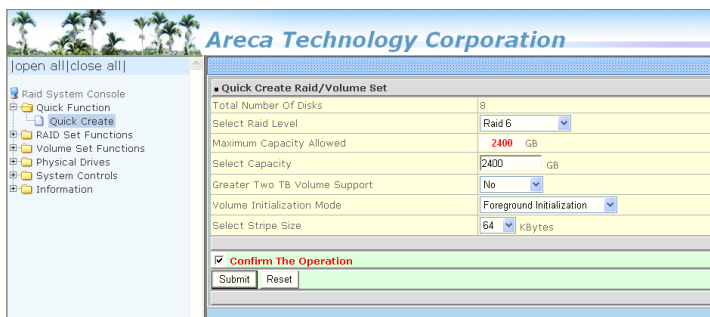 Areca Technology Corporation
|open all|close all|
Raid System Console
Quick Function
Quick Create
RAID Set Functions
Volume Set Functions
Physical Drives
System Controls
Information
Quick Create Raid/Volume Set
Total Number Of Disks 8
Select Raid Level Raid 6
Maximum Capacity Allowed 2400 GB
Select Capacity 2400 GB
Greater Two TB Volume Support No
Volume Initialization Mode Foreground Initialization
Select Stripe Size 64 KBytes
Confirm The Operation
Submit Reset